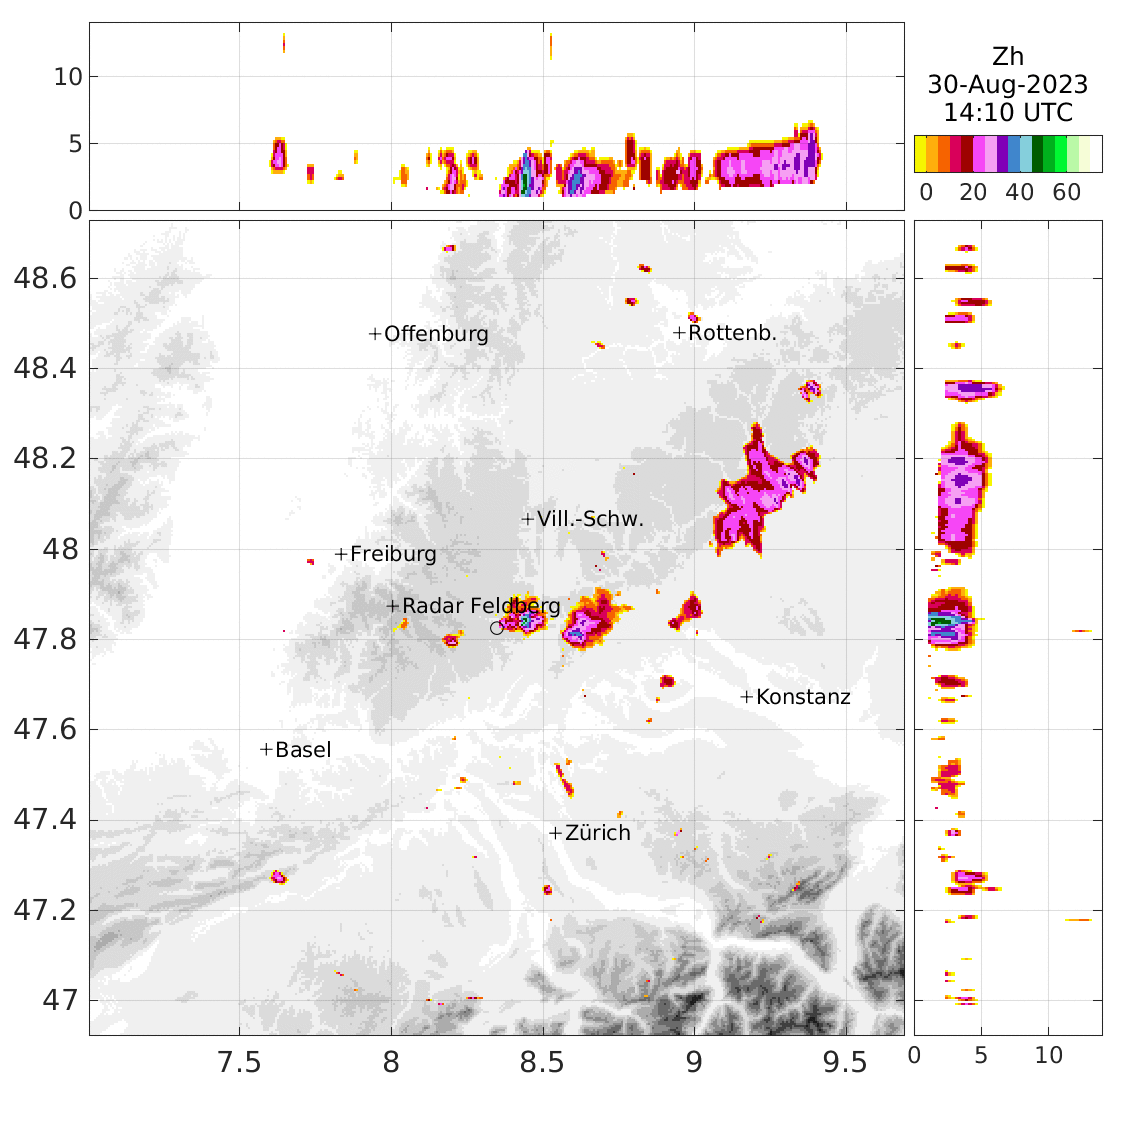 Zh
30-Aug-2023
14:10 UTC
10
5
0
0 20 40 60
48.6
48.4
48.2
48
47.8
47.6
47.4
47.2
47
+Offenburg
+Rottenb.
+Vill.-Schw.
+Freiburg
+Radar Feldberg
+Konstanz
+Basel
+Zürich
7.5 8 8.5 9 9.5
0 5 10